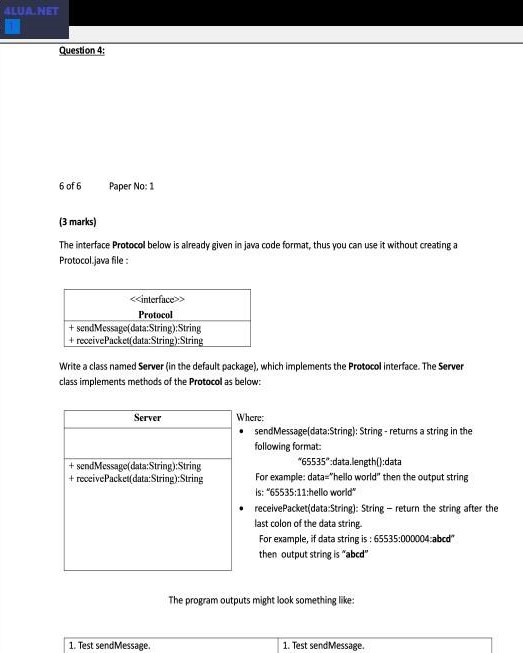 4LUA.NET
1
Question 4:
6 of 6 Paper No: 1
(3 marks)
The interface Protocol below is already given in java code format, thus you can use it without creating a
Protocol.java file :
<<interface>>
Protocol
+ sendMessage(data:String):String
+ receivePacket(data:String):String
Write a class named Server (in the default package), which implements the Protocol interface. The Server
class implements methods of the Protocol as below:
Server
+ sendMessage(data:String):String
+ receivePacket(data:String):String
Where:
• sendMessage(data:String): String - returns a string in the
following format:
"65535":data.length():data
For example: data="hello world" then the output string
is: "65535:11:hello world"
• receivePacket(data:String): String – return the string after the
last colon of the data string.
For example, if data string is : 65535:000004:abcd"
then output string is "abcd"
The program outputs might look something like:
1. Test sendMessage.
1. Test sendMessage.